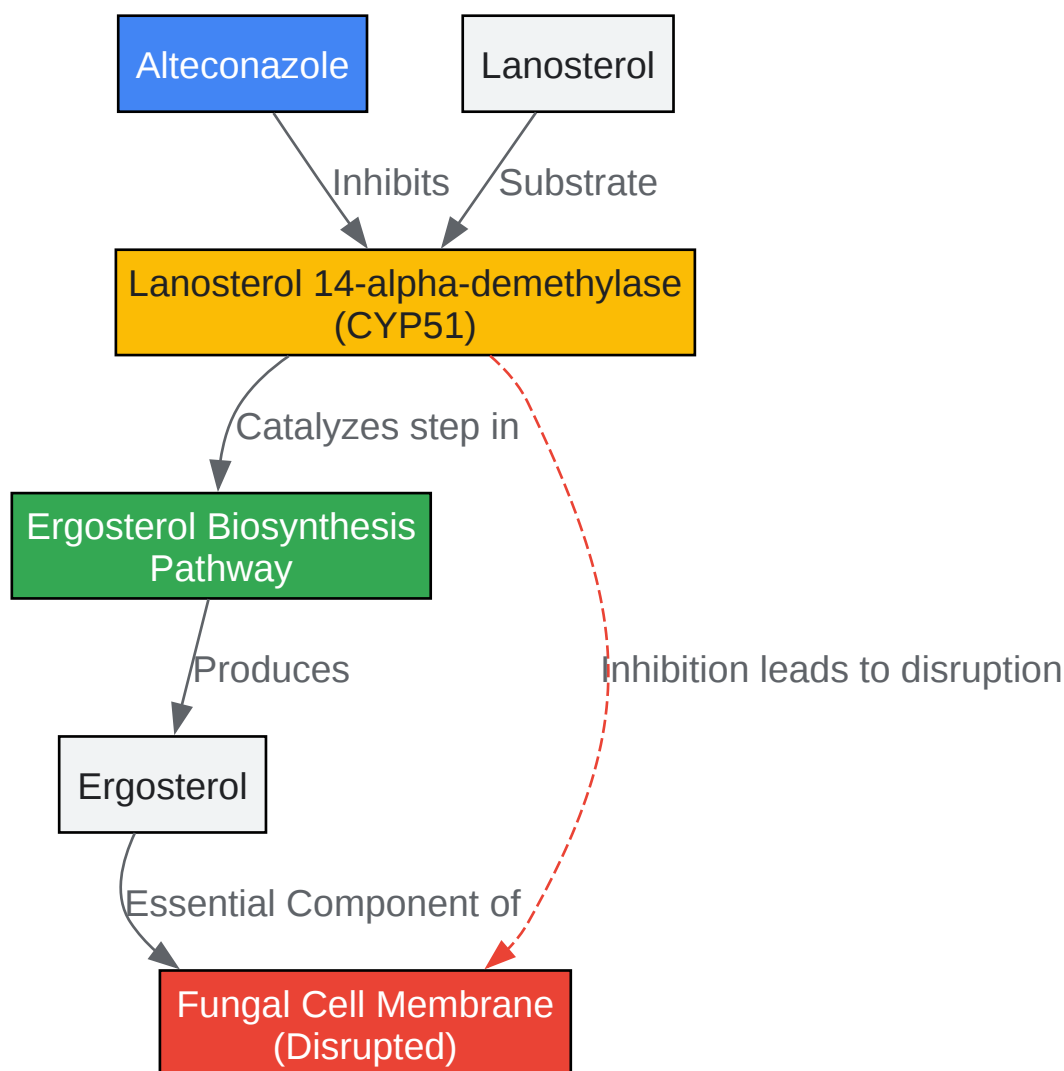 Alteconazole
Lanosterol
Inhibits
Substrate
Lanosterol 14-alpha-demethylase
(CYP51)
Catalyzes step in
Ergosterol Biosynthesis
Pathway
Produces
Inhibition leads to disruption
Ergosterol
Essential Component of
Fungal Cell Membrane
(Disrupted)